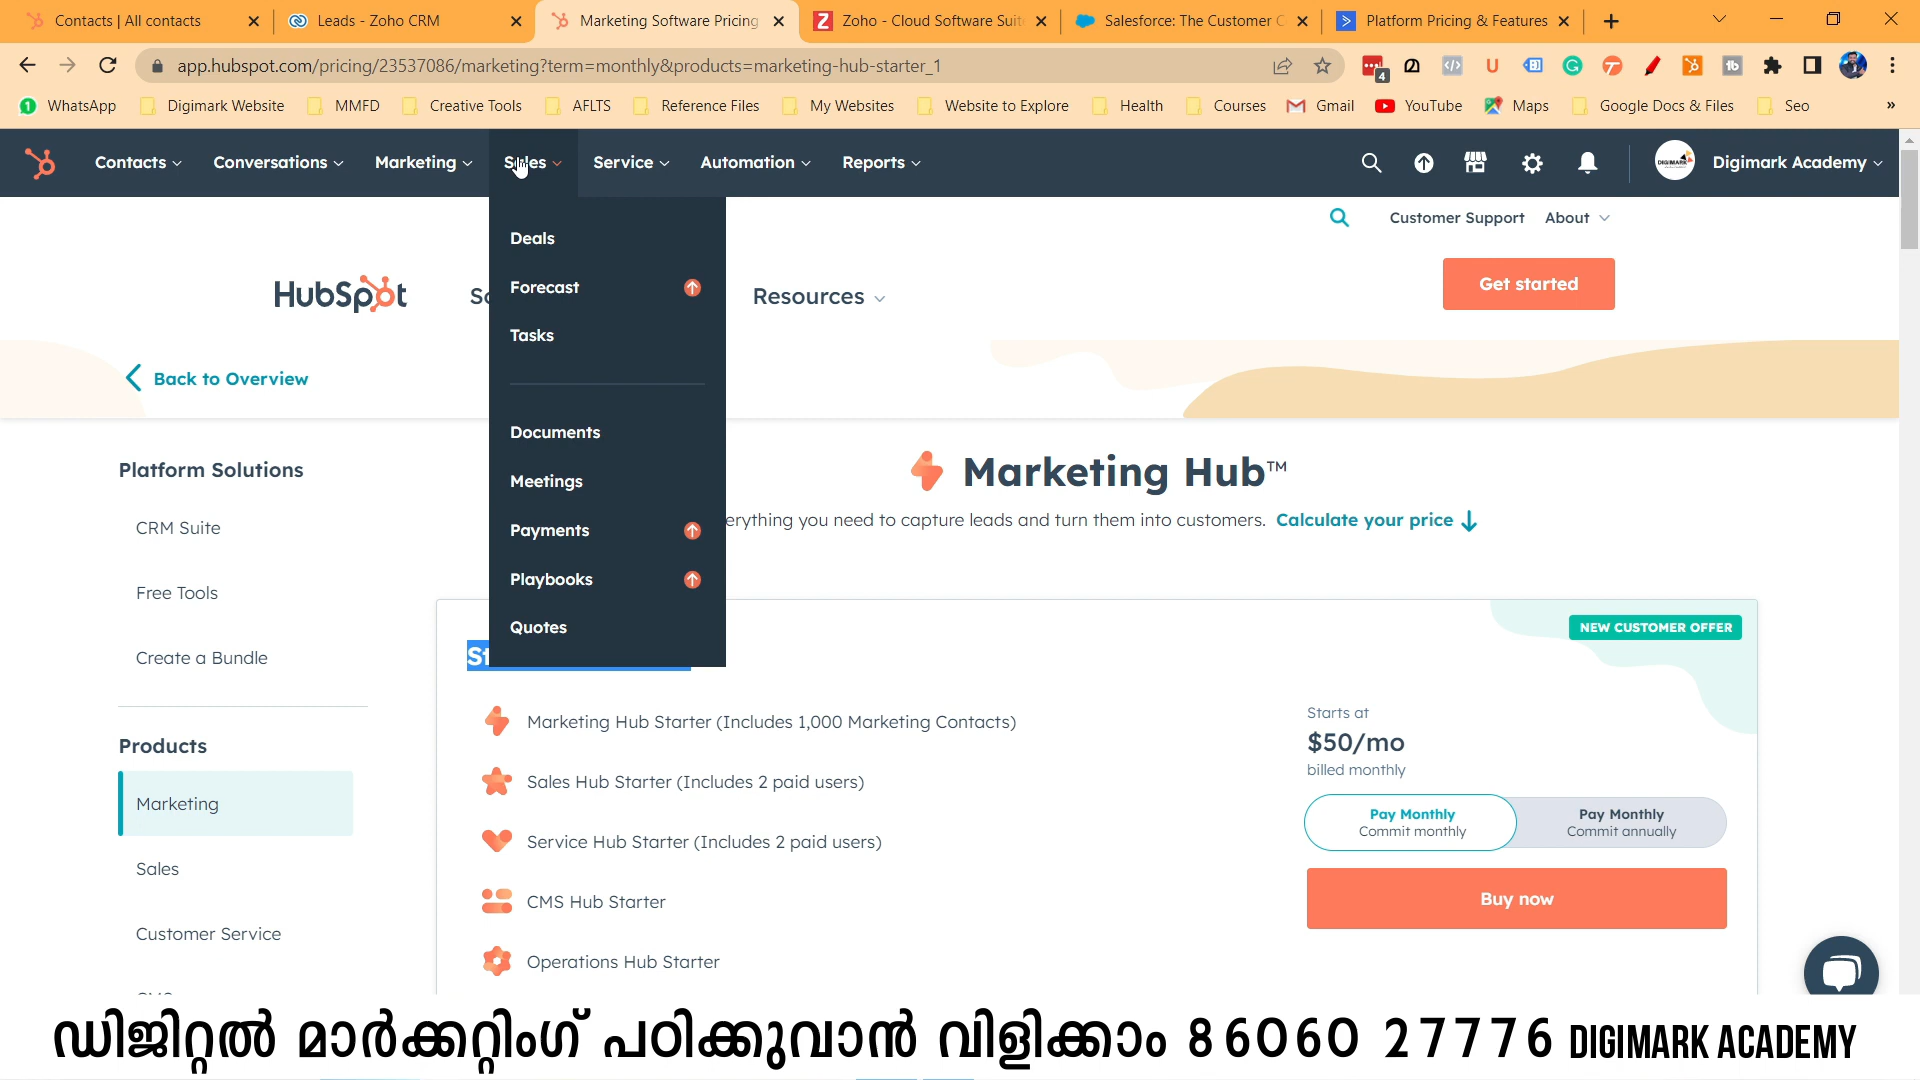 Contacts | All contacts
Leads - Zoho CRM
Marketing Software Pricing
Zoho - Cloud Software Suit
Salesforce: The Customer C
Platform Pricing & Features
app.hubspot.com/pricing/23537086/marketing?term=monthly&products=marketing-hub-starter_1
4
WhatsApp
Digimark Website
MMFD
Creative Tools
AFLTS
Reference Files
My Websites
Website to Explore
Health
Courses
Gmail
YouTube
Maps
Google Docs & Files
Seo
»
Contacts
Conversations
Marketing
Sales
Service
Automation
Reports
Digimark Academy
Customer Support
About
Deals
Forecast
Tasks
Documents
Meetings
Payments
Playbooks
Quotes
HubSpot
Resources
Get started
Back to Overview
Platform Solutions
CRM Suite
Free Tools
Create a Bundle
Products
Marketing
Sales
Customer Service
Marketing Hub™
erything you need to capture leads and turn them into customers. Calculate your price
NEW CUSTOMER OFFER
St
Marketing Hub Starter (Includes 1,000 Marketing Contacts)
Sales Hub Starter (Includes 2 paid users)
Service Hub Starter (Includes 2 paid users)
CMS Hub Starter
Operations Hub Starter
Starts at
$50/mo
billed monthly
Pay Monthly
Commit monthly
Pay Monthly
Commit annually
Buy now
ഡിജിറ്റൽ മാർക്കറ്റിംഗ് പഠിക്കുവാൻ വിളിക്കാം 86060 27776 DIGIMARK ACADEMY